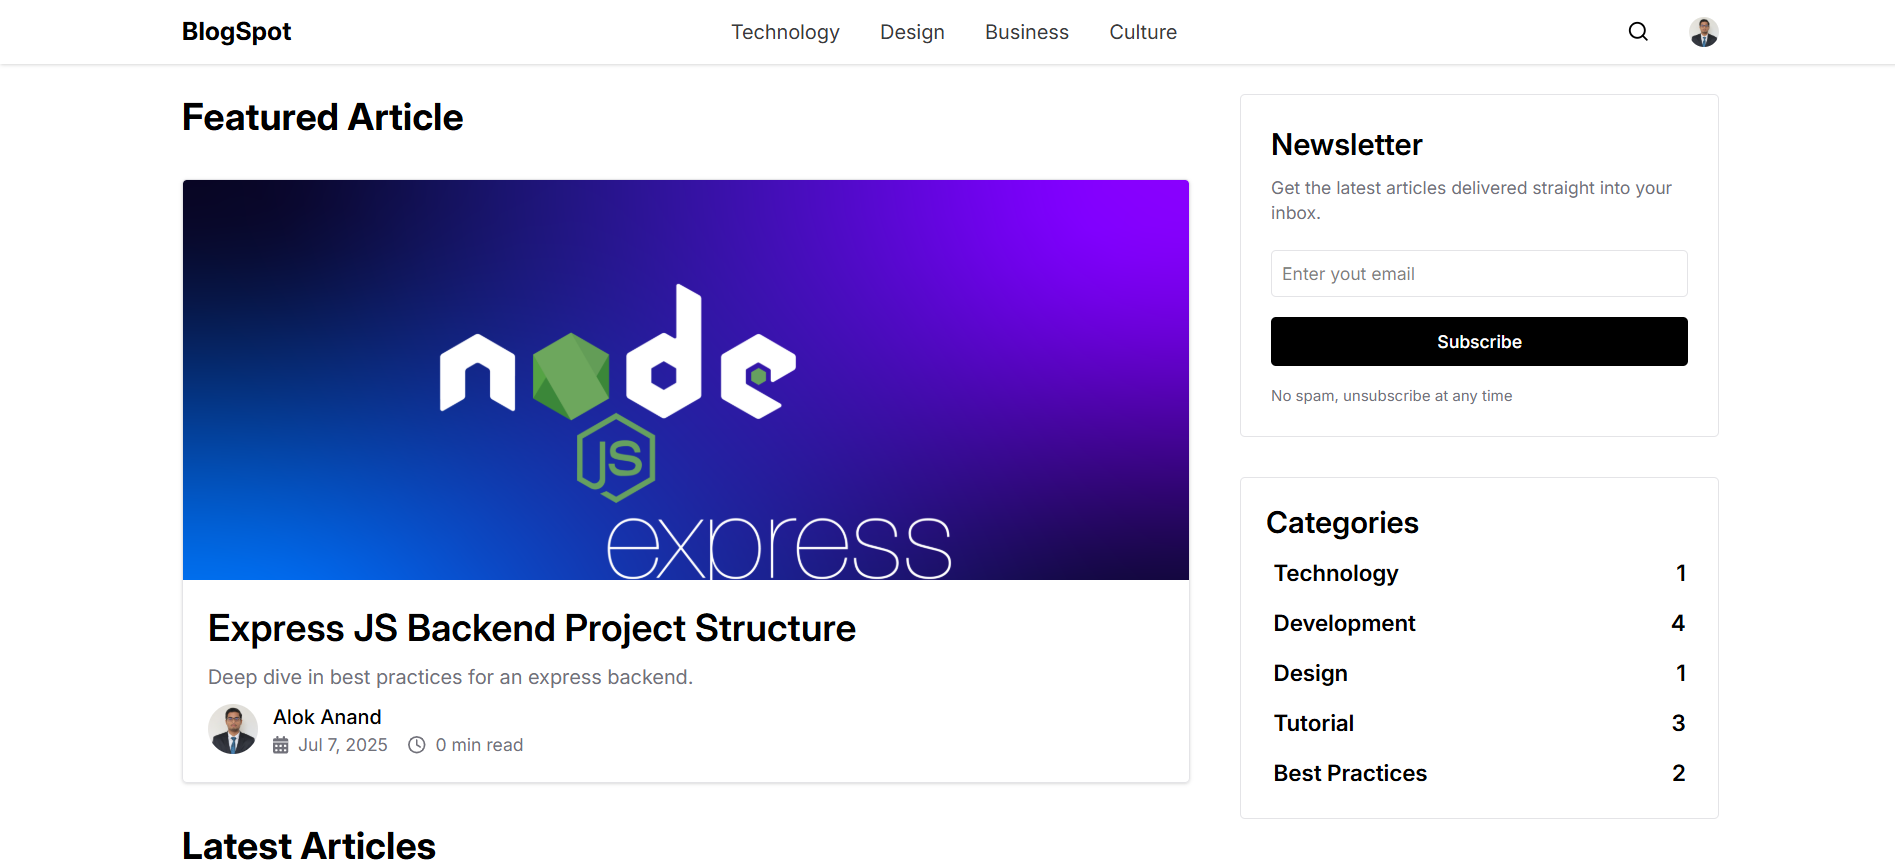 BlogSpot
Technology
Design
Business
Culture
Featured Article
node
JS
express
Express JS Backend Project Structure
Deep dive in best practices for an express backend.
Alok Anand
Jul 7, 2025
0 min read
Latest Articles
Newsletter
Get the latest articles delivered straight into your
inbox.
Enter yout email
Subscribe
No spam, unsubscribe at any time
Categories
Technology 1
Development 4
Design 1
Tutorial 3
Best Practices 2